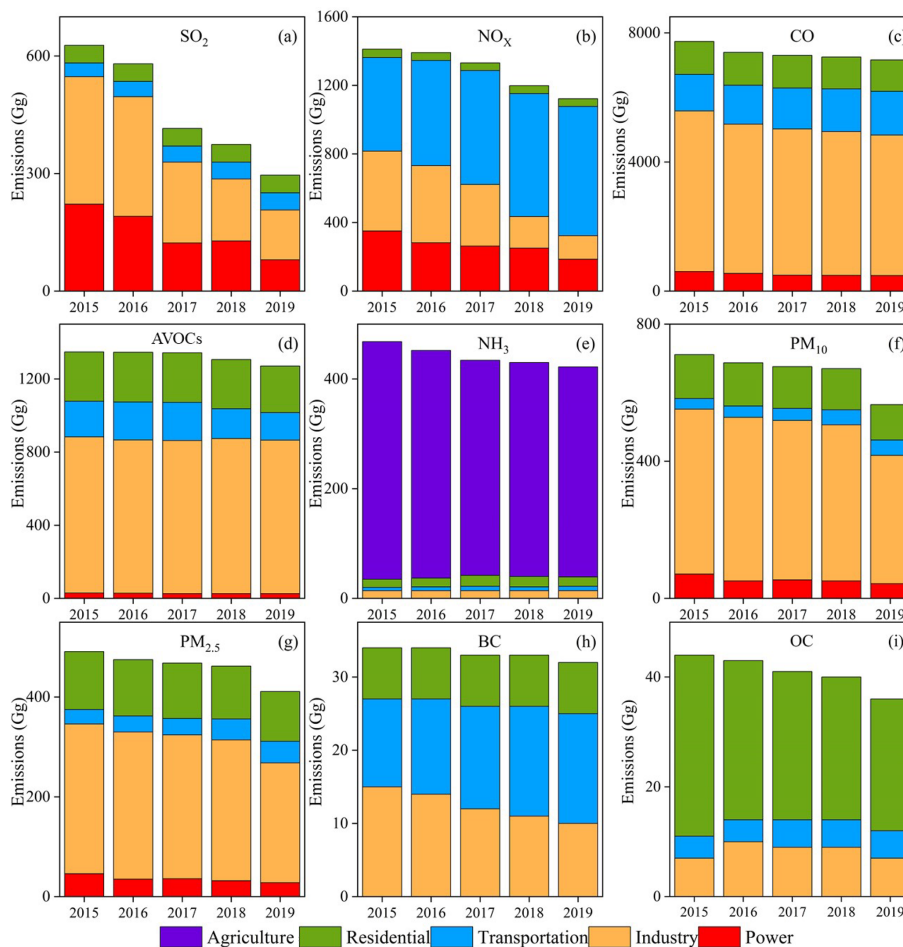 SO2 (a)
Emissions (Gg)
600
300
0
2015 2016 2017 2018 2019
NOX (b)
Emissions (Gg)
1600
1200
800
400
0
2015 2016 2017 2018 2019
CO (c)
Emissions (Gg)
8000
4000
0
2015 2016 2017 2018 2019
AVOCs (d)
Emissions (Gg)
1200
800
400
0
2015 2016 2017 2018 2019
NH3 (e)
Emissions (Gg)
400
200
0
2015 2016 2017 2018 2019
PM10 (f)
Emissions (Gg)
800
400
0
2015 2016 2017 2018 2019
PM2.5 (g)
Emissions (Gg)
400
200
0
2015 2016 2017 2018 2019
BC (h)
Emissions (Gg)
30
20
10
0
2015 2016 2017 2018 2019
OC (i)
Emissions (Gg)
40
20
0
2015 2016 2017 2018 2019
Agriculture Residential Transportation Industry Power